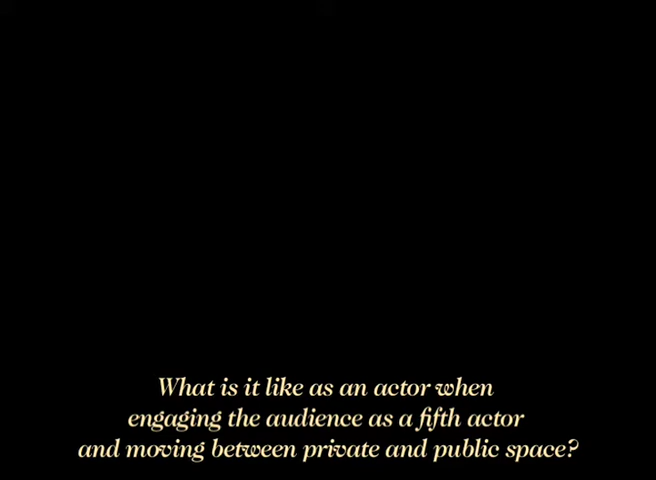 What is it like as an actor when
engaging the audience as a fifth actor
and moving between private and public space?